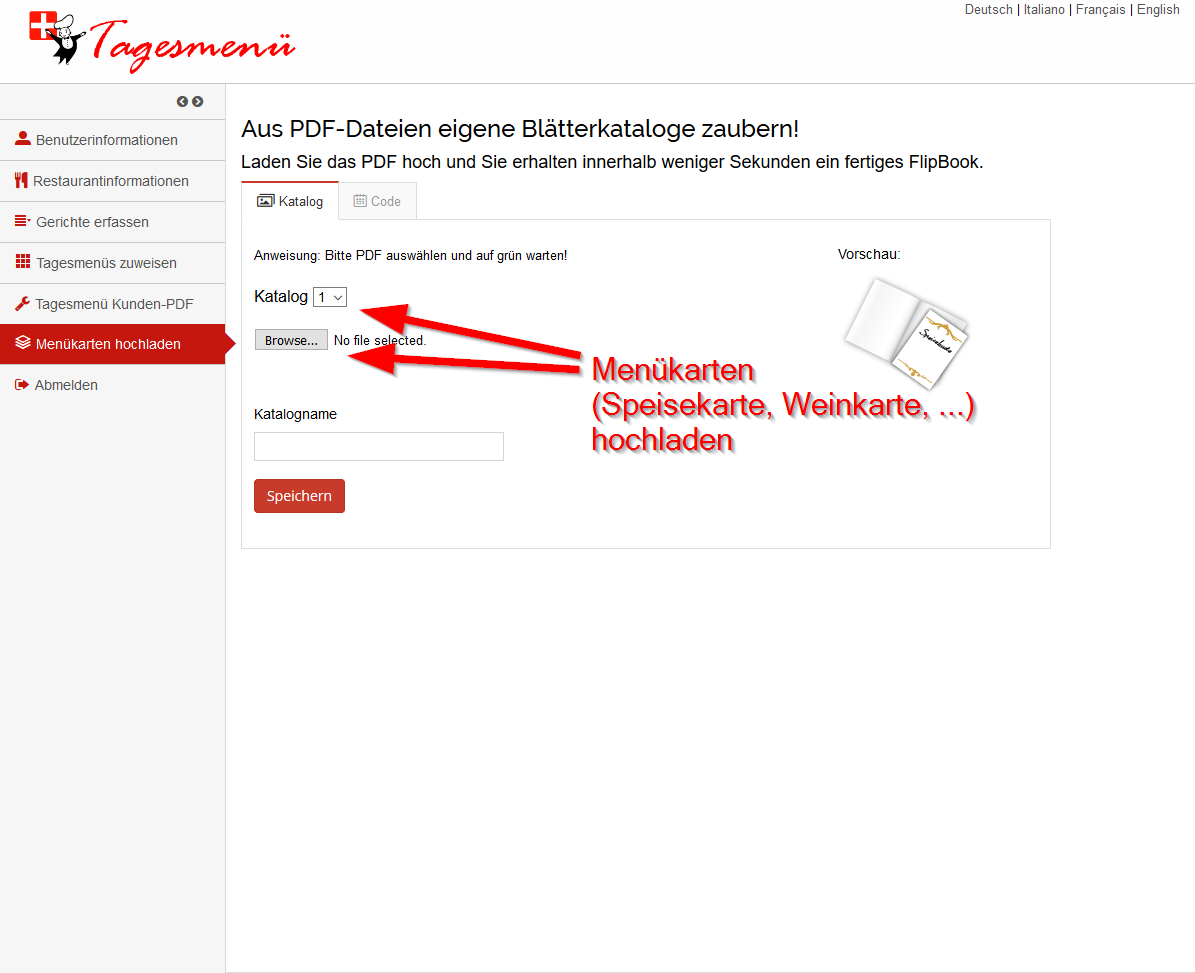 Deutsch | Italiano | Français | English
Tagesmenü
Benutzerinformationen
Restaurantinformationen
Gerichte erfassen
Tagesmenüs zuweisen
Tagesmenü Kunden-PDF
Menükarten hochladen
Abmelden
Aus PDF-Dateien eigene Blätterkataloge zaubern!
Laden Sie das PDF hoch und Sie erhalten innerhalb weniger Sekunden ein fertiges FlipBook.
Katalog
Code
Anweisung: Bitte PDF auswählen und auf grün warten!
Vorschau:
Katalog 1
Speisekarte
Browse... No file selected.
Menükarten
(Speisekarte, Weinkarte, ...)
hochladen
Katalogname
Speichern